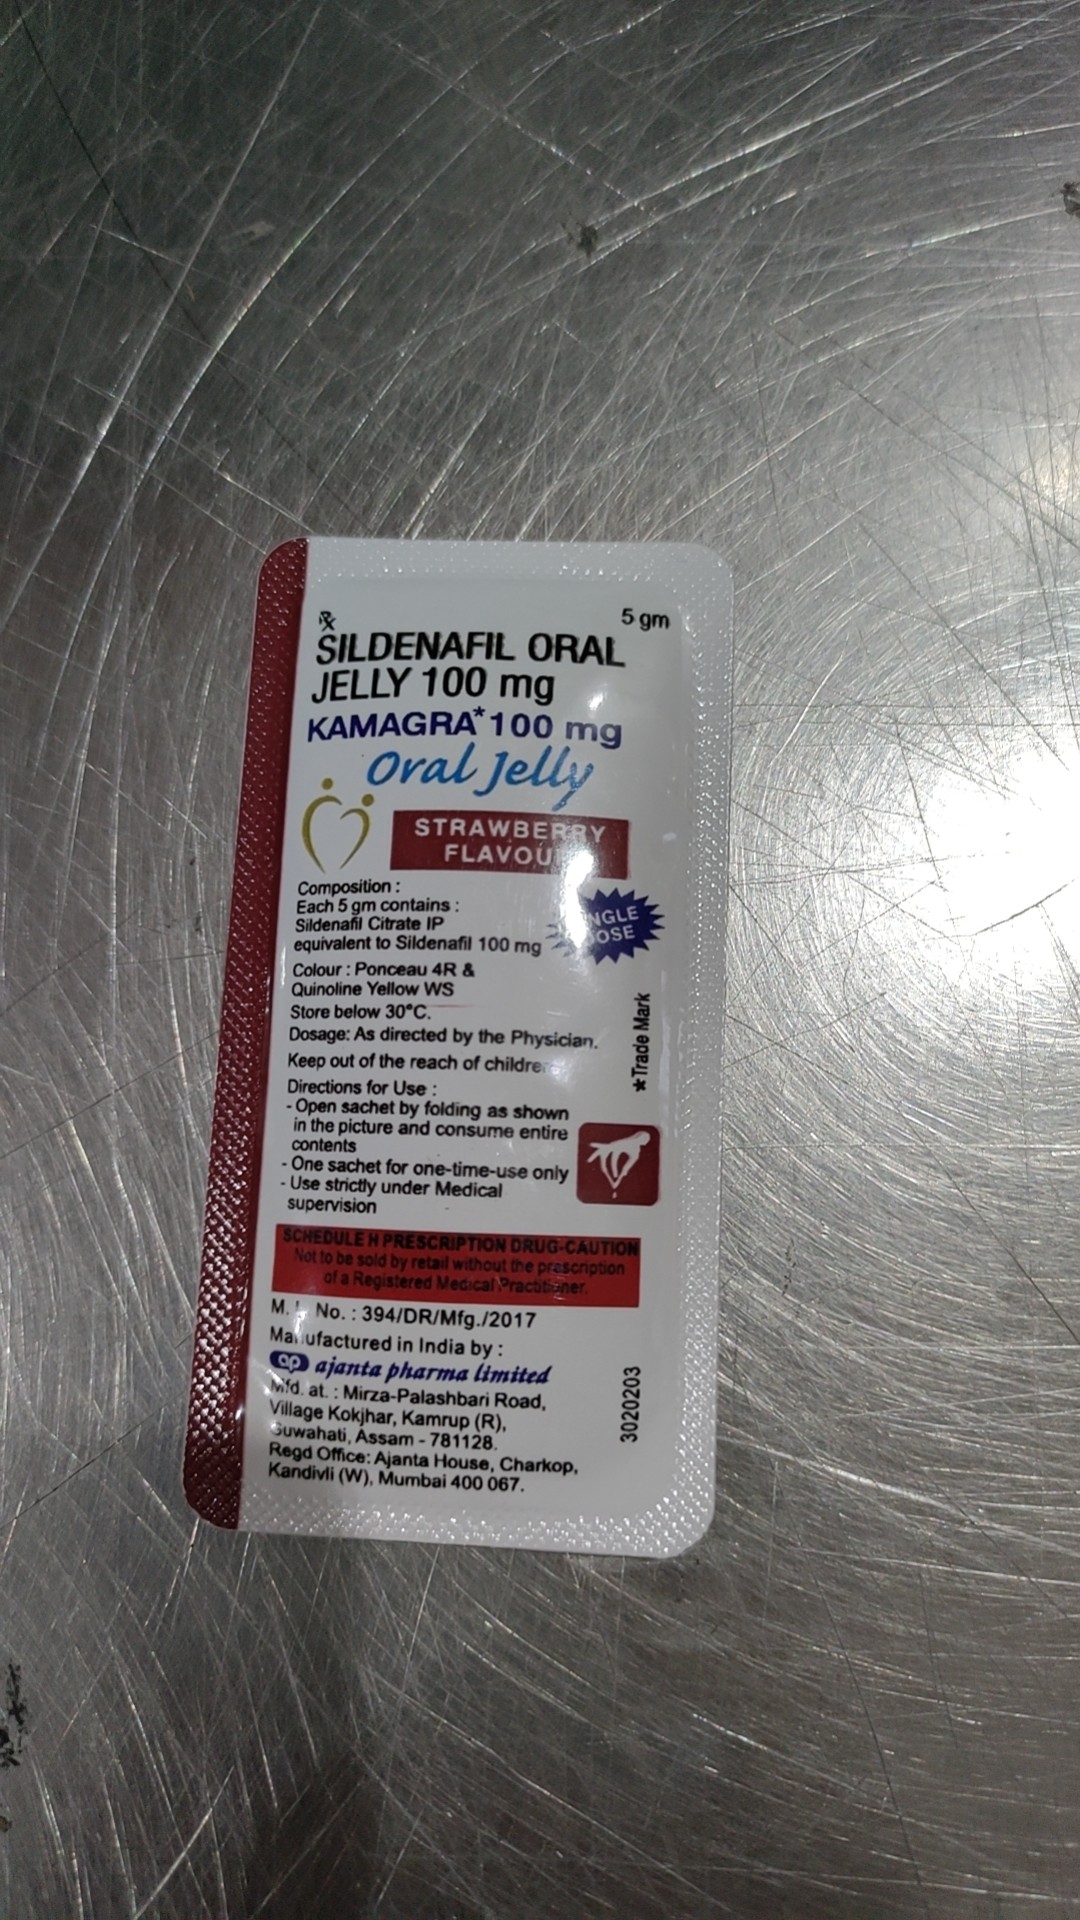 ℞
5 gm
SILDENAFIL ORAL
JELLY 100 mg
KAMAGRA* 100 mg
Oral Jelly
STRAWBERRY
Composition :
Each 5 gm contains :
Sildenafil Citrate IP
equivalent to Sildenafil 100 mg
Colour : Ponceau 4R &
Quinoline Yellow WS
Store below 30°C.
Dosage: As directed by the Physician.
Keep out of the reach of
*Trade Mark
Directions for Use :
- Open sachet by folding as shown
in the picture and consume entire
contents
- One sachet for one-time-use only
- Use strictly under Medical
supervision
SCHEDULE H PRESCRIPTION DRUG-CAUTION
Not to be sold by retail without the prescription
of a Registered Medical Practitioner.
No. : 394/DR/Mfg./2017
Manufactured in India by :
ap ajanta pharma limited
Mfd. at. : Mirza-Palashbari Road,
Village Kokjhar, Kamrup (R),
Guwahati, Assam - 781128.
Regd Office: Ajanta House, Charkop,
Kandivli (W), Mumbai 400 067.
3020203